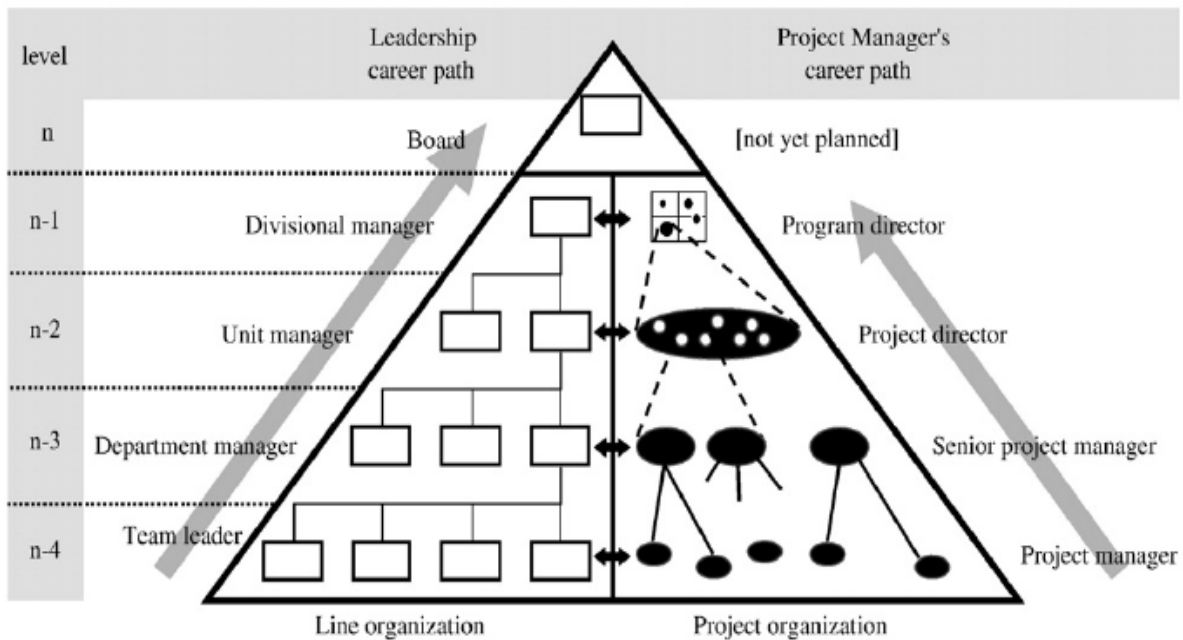 level
Leadership
career path
Project Manager's
career path
n
Board
[not yet planned]
n-1
Divisional manager
Program director
n-2
Unit manager
Project director
n-3
Department manager
Senior project manager
n-4
Team leader
Project manager
Line organization
Project organization